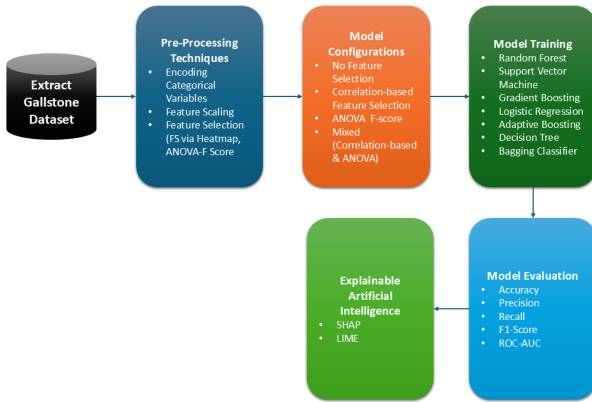 Extract
Gallstone
Dataset
Pre-Processing
Techniques
• Encoding
Categorical
Variables
• Feature Scaling
• Feature Selection
(FS via Heatmap,
ANOVA-F Score
Model
Configurations
• No Feature
Selection
• Correlation-based
Feature Selection
• ANOVA F-score
• Mixed
(Correlation-based
& ANOVA)
Model Training
• Random Forest
• Support Vector
Machine
• Gradient Boosting
• Logistic Regression
• Adaptive Boosting
• Decision Tree
• Bagging Classifier
Model Evaluation
• Accuracy
• Precision
• Recall
• F1-Score
• ROC-AUC
Explainable
Artificial
Intelligence
• SHAP
• LIME